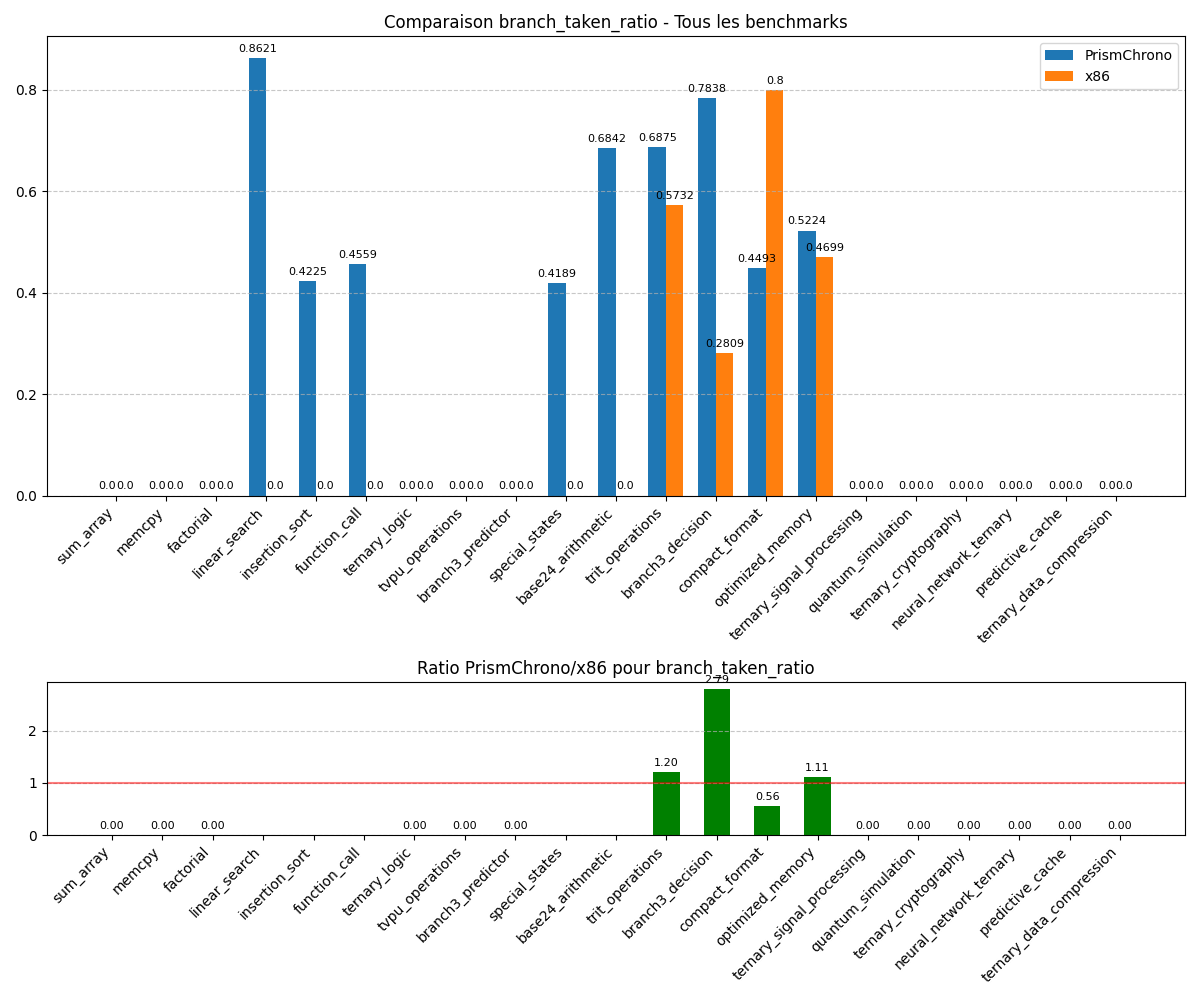 Comparaison branch_taken_ratio - Tous les benchmarks
PrismChrono
x86
0.8
0.6
0.4
0.2
0.0
0.0 0.0
0.0 0.0
0.0 0.0
0.8621 0.0
0.4225 0.0
0.4559 0.0
0.0 0.0
0.0 0.0
0.0 0.0
0.4189 0.0
0.6842 0.0
0.6875 0.5732
0.7838 0.2809
0.4493 0.8
0.5224 0.4699
0.0 0.0
0.0 0.0
0.0 0.0
0.0 0.0
0.0 0.0
0.0 0.0
sum_array
memcpy
factorial
linear_search
insertion_sort
function_call
ternary_logic
tvpu_operations
branch3_predictor
special_states
base24_arithmetic
trit_operations
branch3_decision
compact_format
optimized_memory
ternary_signal_processing
quantum_simulation
ternary_cryptography
neural_network_ternary
predictive_cache
ternary_data_compression
Ratio PrismChrono/x86 pour branch_taken_ratio
2
1
0
0.00
0.00
0.00
0.00
0.00
0.00
1.20
2.79
0.56
1.11
0.00
0.00
0.00
0.00
0.00
0.00
sum_array
memcpy
factorial
linear_search
insertion_sort
function_call
ternary_logic
tvpu_operations
branch3_predictor
special_states
base24_arithmetic
trit_operations
branch3_decision
compact_format
optimized_memory
ternary_signal_processing
quantum_simulation
ternary_cryptography
neural_network_ternary
predictive_cache
ternary_data_compression